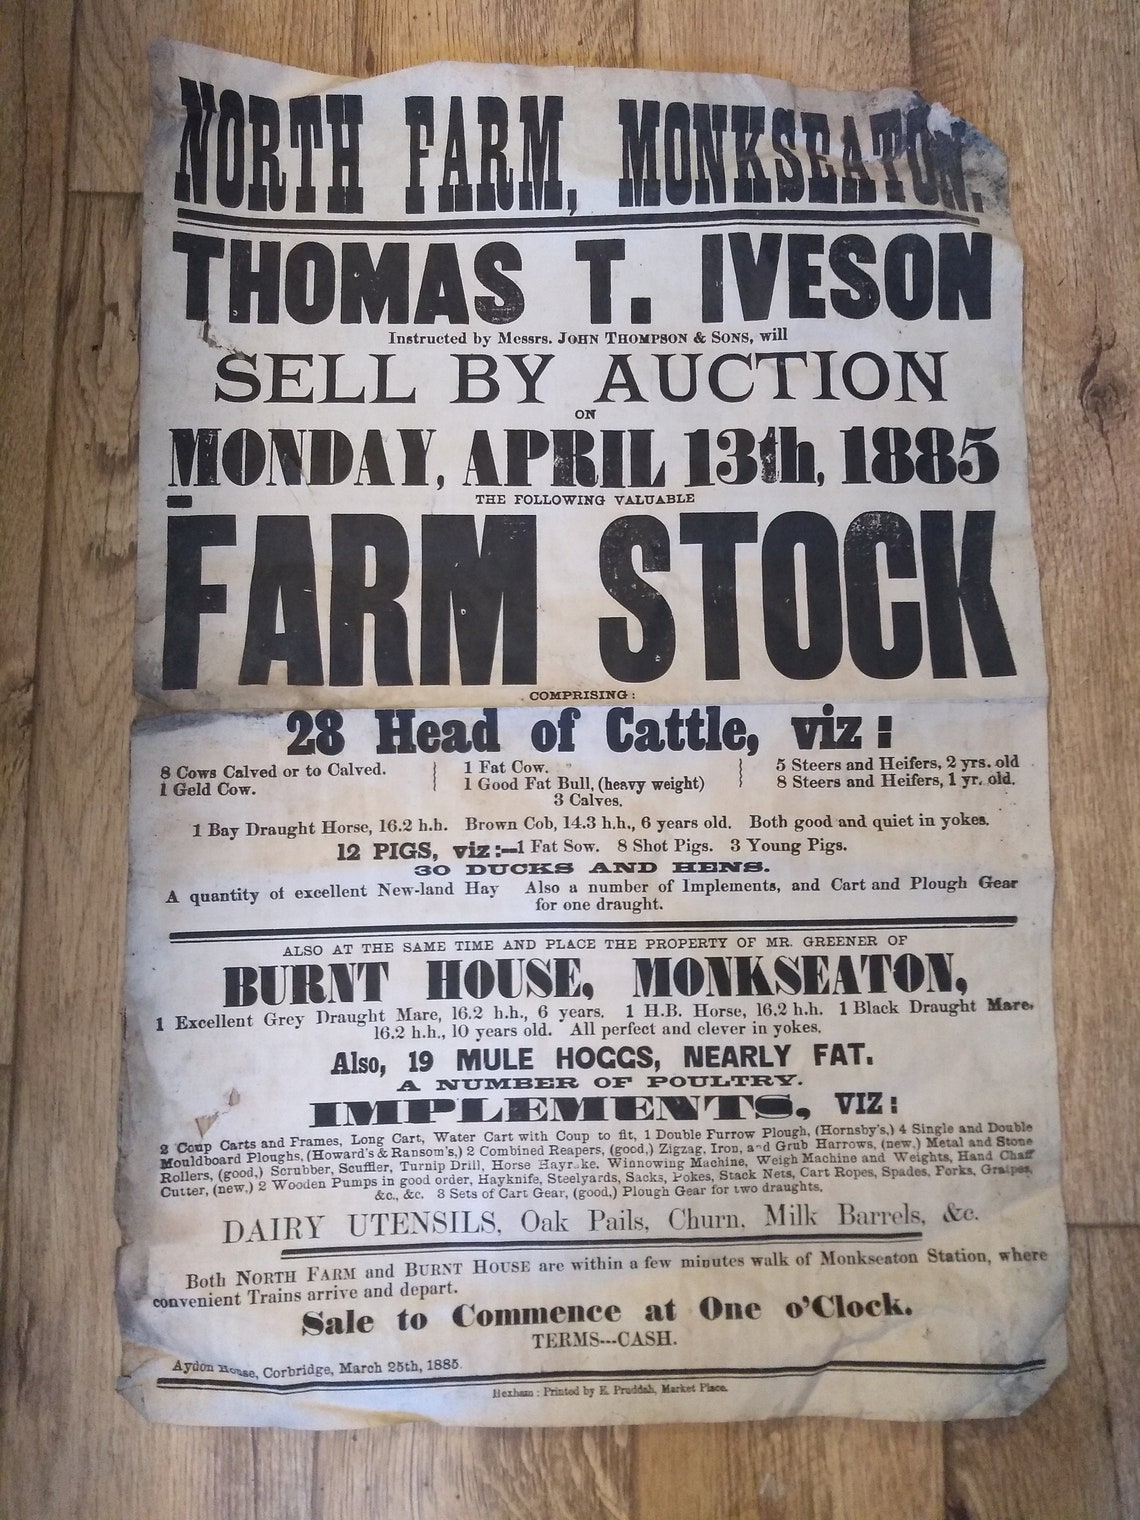 NORTH FARM, MONKSEATON.
THOMAS T. IVESON
Instructed by Messrs. JOHN THOMPSON & SONS, will
SELL BY AUCTION
ON
MONDAY, APRIL 13th, 1885
THE FOLLOWING VALUABLE
FARM STOCK
COMPRISING:
28 Head of Cattle, viz:
8 Cows Calved or to Calved.
1 Geld Cow.
1 Fat Cow.
1 Good Fat Bull, (heavy weight)
3 Calves.
5 Steers and Heifers, 2 yrs. old
8 Steers and Heifers, 1 yr. old.
1 Bay Draught Horse, 16.2 h.h. Brown Cob, 14.3 h.h., 6 years old. Both good and quiet in yokes.
12 PIGS, viz:—1 Fat Sow. 8 Shot Pigs. 3 Young Pigs.
30 DUCKS AND HENS.
A quantity of excellent New-land Hay Also a number of Implements, and Cart and Plough Gear
for one draught.
ALSO AT THE SAME TIME AND PLACE THE PROPERTY OF MR. GREENER OF
BURNT HOUSE, MONKSEATON,
1 Excellent Grey Draught Mare, 16.2 h.h., 6 years. 1 H.B. Horse, 16.2 h.h. 1 Black Draught Mare,
16.2 h.h., 10 years old. All perfect and clever in yokes.
Also, 19 MULE HOGGS, NEARLY FAT.
A NUMBER OF POULTRY.
IMPLEMENTS, VIZ:
2 Coup Carts and Frames, Long Cart, Water Cart with Coup to fit, 1 Double Furrow Plough, (Hornsby's,) 4 Single and Double
Mouldboard Ploughs, (Howard's & Ransom's,) 2 Combined Reapers, (good,) Zigzag, Iron, and Grub Harrows, (new,) Metal and Stone
Rollers, (good,) Scrubber, Scuffler, Turnip Drill, Horse Hayrake, Winnowing Machine, Weigh Machine and Weights, Hand Chaff
Cutter, (new,) 2 Wooden Pumps in good order, Hayknife, Steelyards, Sacks, Pokes, Stack Nets, Cart Ropes, Spades, Forks, Graipes,
&c., &c. 3 Sets of Cart Gear, (good,) Plough Gear for two draughts.
DAIRY UTENSILS, Oak Pails, Churn, Milk Barrels, &c.
Both NORTH FARM and BURNT HOUSE are within a few minutes walk of Monkseaton Station, where
convenient Trains arrive and depart.
Sale to Commence at One o'Clock.
TERMS---CASH.
Aydon House, Corbridge, March 25th, 1885.
Hexham: Printed by E. Pruddah, Market Place.